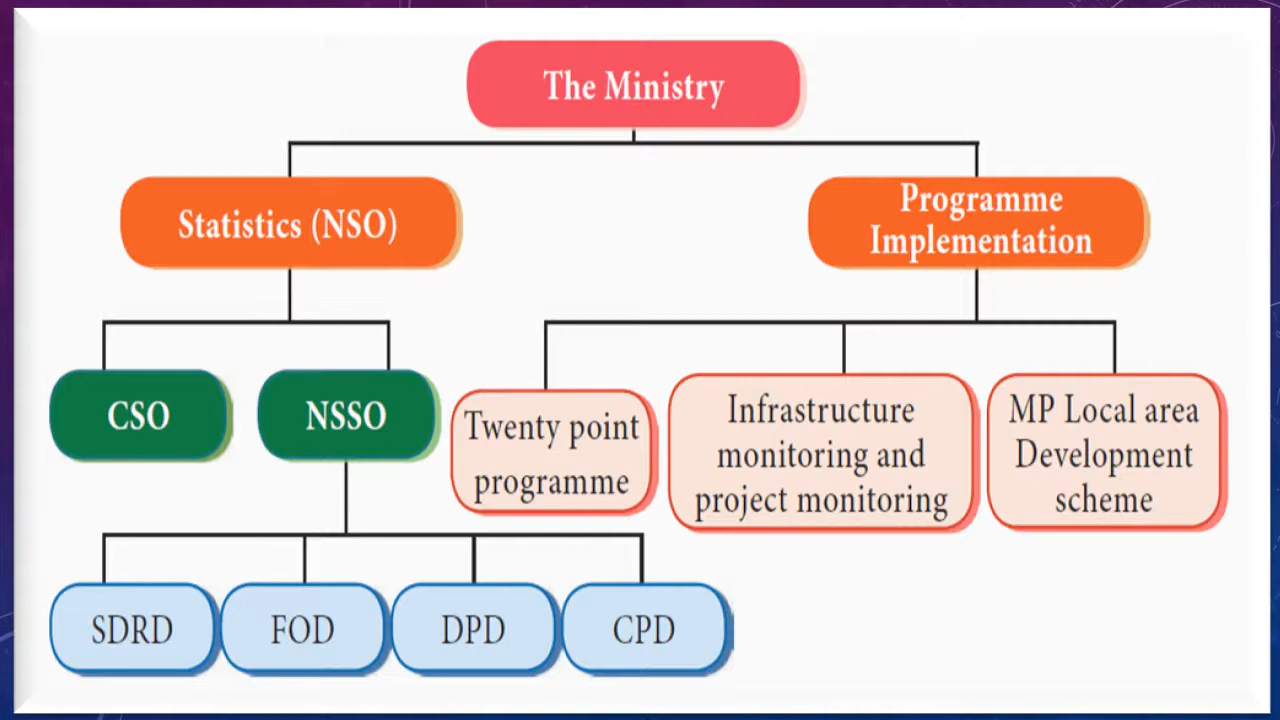 The Ministry
Statistics (NSO)
Programme
Implementation
CSO
NSSO
Twenty point
programme
Infrastructure
monitoring and
project monitoring
MP Local area
Development
scheme
SDRD
FOD
DPD
CPD